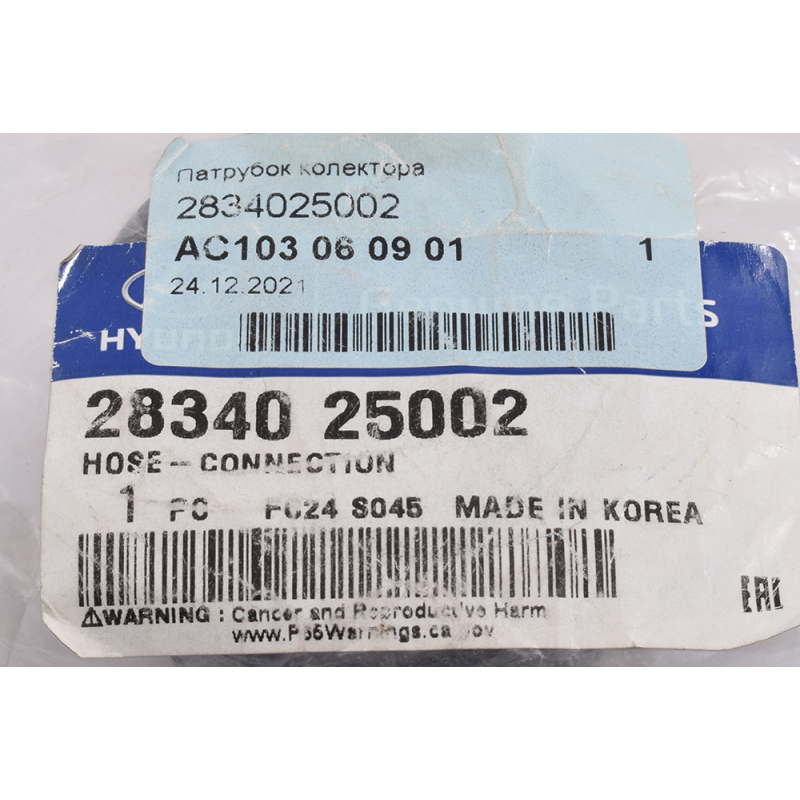 Патрубок колектора
2834025002
AC103 06 09 01 1
24.12.2021
Genuine Parts
HYUNDAI
28340 25002
HOSE-CONNECTION
1 PC FC24 S045 MADE IN KOREA
EAC
⚠WARNING : Cancer and Reproductive Harm
www.P65Warnings.ca.gov